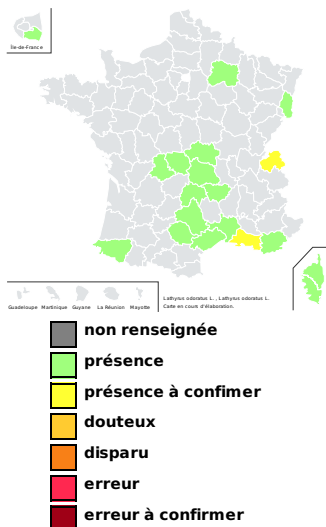 Île-de-France
Guadeloupe Martinique Guyane La Réunion Mayotte
Lathyrus odoratus L. , Lathyrus odoratus L.
Carte en cours d'élaboration.
non renseignée
présence
présence à confimer
douteux
disparu
erreur
erreur à confirmer